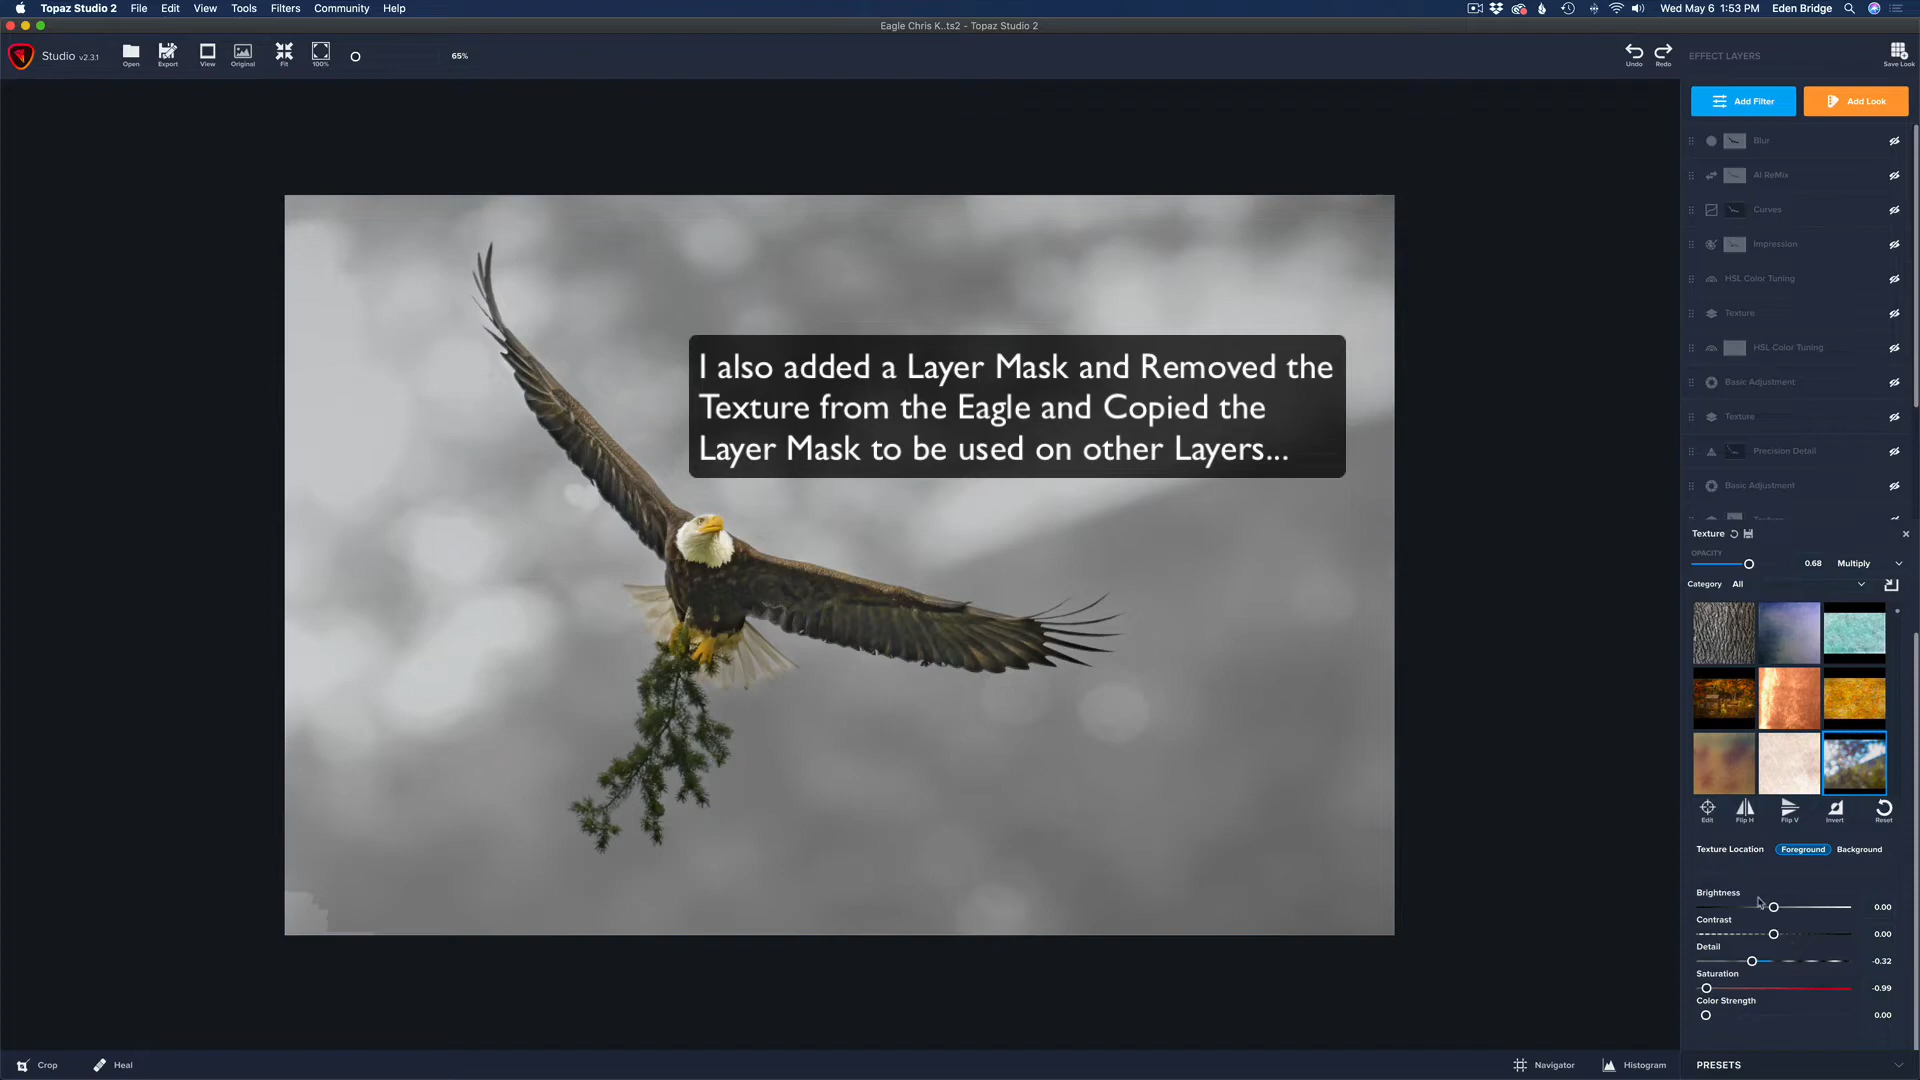 Topaz Studio 2 File Edit View Tools Filters Community Help
Wed May 6 1:53 PM Eden Bridge
Eagle Chris K..ts2 - Topaz Studio 2
Studio v2.3.1
Open Export View Original Fit 100% 65%
Undo Redo
EFFECT LAYERS
Save Look
Add Filter Add Look
Blur
AI ReMix
Curves
Impression
HSL Color Tuning
Texture
HSL Color Tuning
Basic Adjustment
Texture
Precision Detail
Basic Adjustment
Texture
I also added a Layer Mask and Removed the
Texture from the Eagle and Copied the
Layer Mask to be used on other Layers...
Texture
OPACITY
0.68 Multiply
Category All
Edit Flip H Flip V Invert Reset
Texture Location Foreground Background
Brightness
0.00
Contrast
0.00
Detail
-0.32
Saturation
-0.99
Color Strength
0.00
Crop Heal
Navigator Histogram
PRESETS